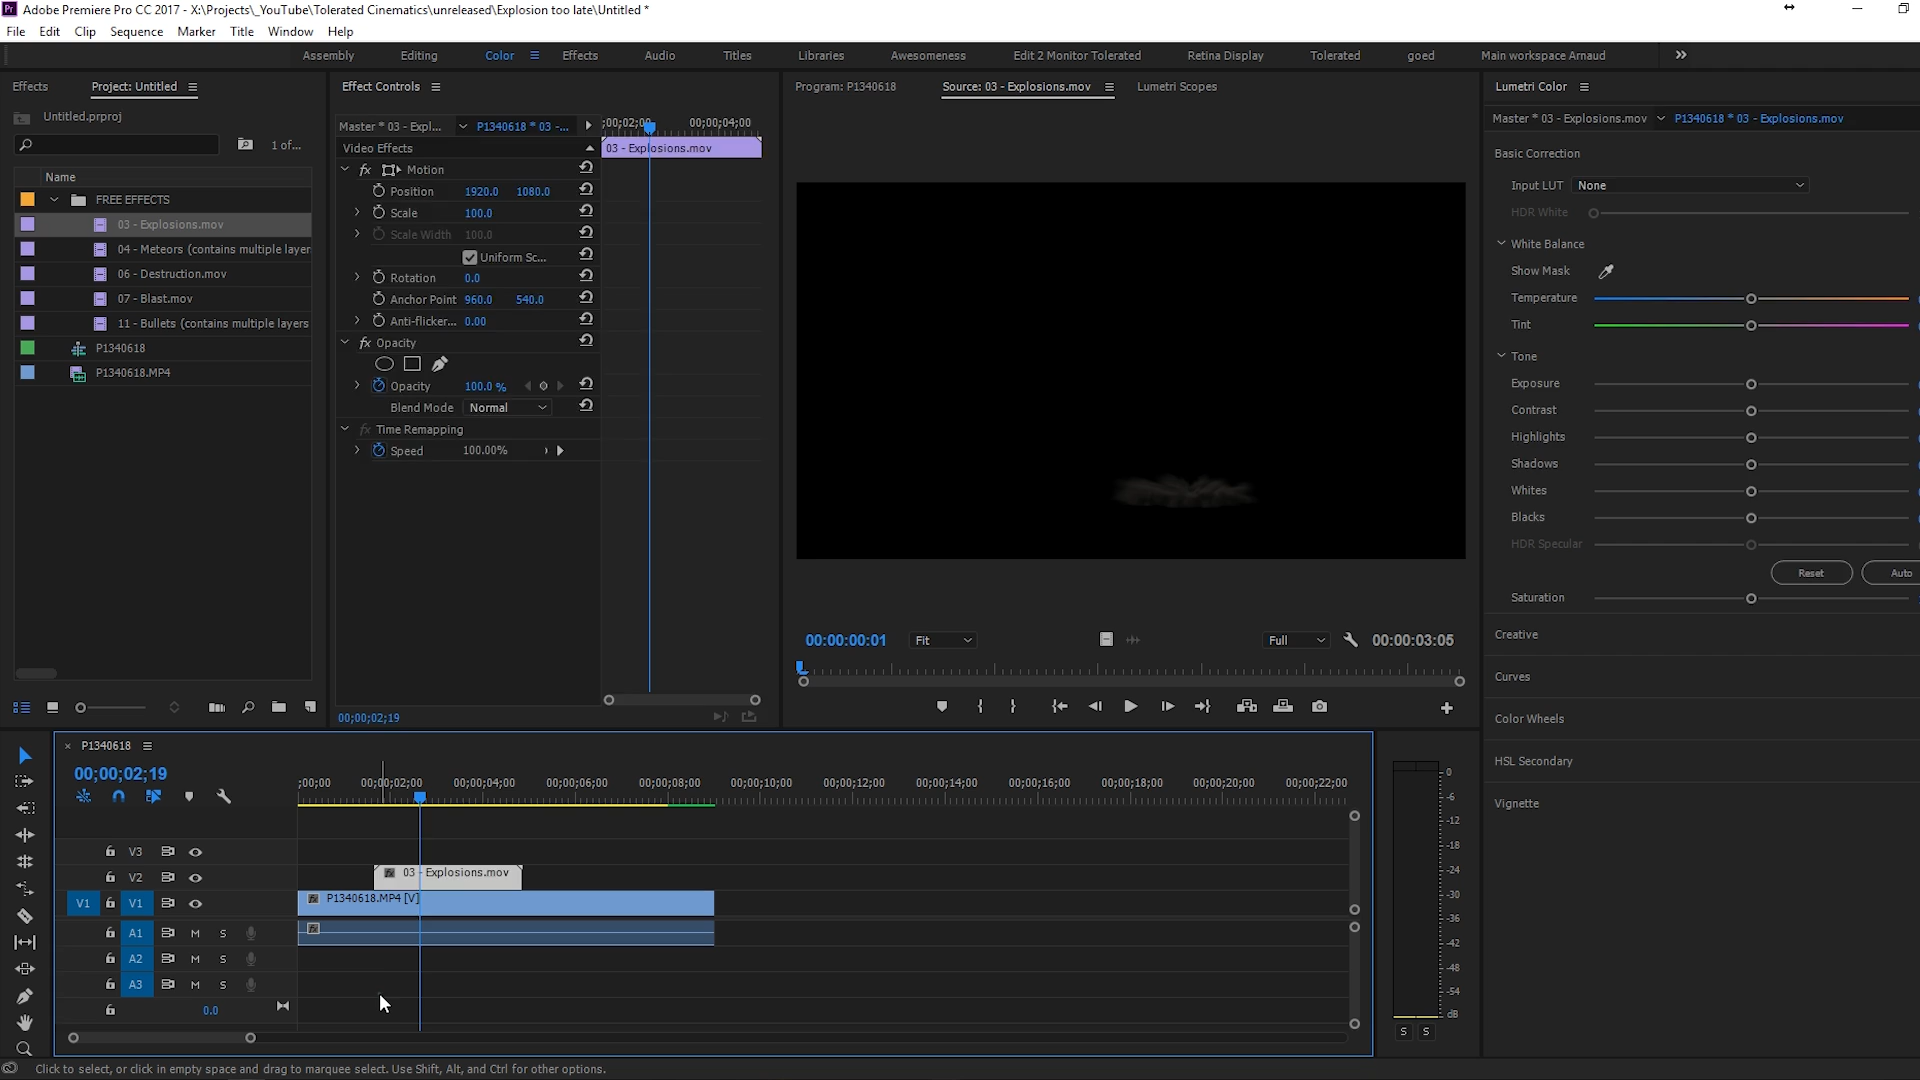 Pr Adobe Premiere Pro CC 2017 - X:\Projects\_YouTube\Tolerated Cinematics\unreleased\Explosion too late\Untitled *
File Edit Clip Sequence Marker Title Window Help
Assembly Editing Color Effects Audio Titles Libraries Awesomeness Edit 2 Monitor Tolerated Retina Display Tolerated goed Main workspace Arnaud
Effects Project: Untitled
Untitled.prproj
1 of...
Name
FREE EFFECTS
03 - Explosions.mov
04 - Meteors (contains multiple layer
06 - Destruction.mov
07 - Blast.mov
11 - Bullets (contains multiple layers
P1340618
P1340618.MP4
Effect Controls
Master * 03 - Expl... P1340618 * 03 -...
;00;02;00 00;00;04;00
Video Effects 03 - Explosions.mov
fx Motion
Position 1920.0 1080.0
Scale 100.0
Scale Width 100.0
Uniform Sc...
Rotation 0.0
Anchor Point 960.0 540.0
Anti-flicker... 0.00
fx Opacity
Opacity 100.0 %
Blend Mode Normal
fx Time Remapping
Speed 100.00%
00;00;02;19
Program: P1340618 Source: 03 - Explosions.mov Lumetri Scopes
00:00:00:01 Fit Full 00:00:03:05
Lumetri Color
Master * 03 - Explosions.mov P1340618 * 03 - Explosions.mov
Basic Correction
Input LUT None
HDR White
White Balance
Show Mask
Temperature
Tint
Tone
Exposure
Contrast
Highlights
Shadows
Whites
Blacks
HDR Specular
Reset Auto
Saturation
Creative
Curves
Color Wheels
HSL Secondary
Vignette
× P1340618
00;00;02;19
;00;00 00;00;02;00 00;00;04;00 00;00;06;00 00;00;08;00 00;00;10;00 00;00;12;00 00;00;14;00 00;00;16;00 00;00;18;00 00;00;20;00 00;00;22;00
V3
V2 fx 03 - Explosions.mov
V1 V1 fx P1340618.MP4 [V]
A1 M S fx
A2 M S
A3 M S
0.0
0
-6
-12
-18
-24
-30
-36
-42
-48
-54
dB
S S
Click to select, or click in empty space and drag to marquee select. Use Shift, Alt, and Ctrl for other options.